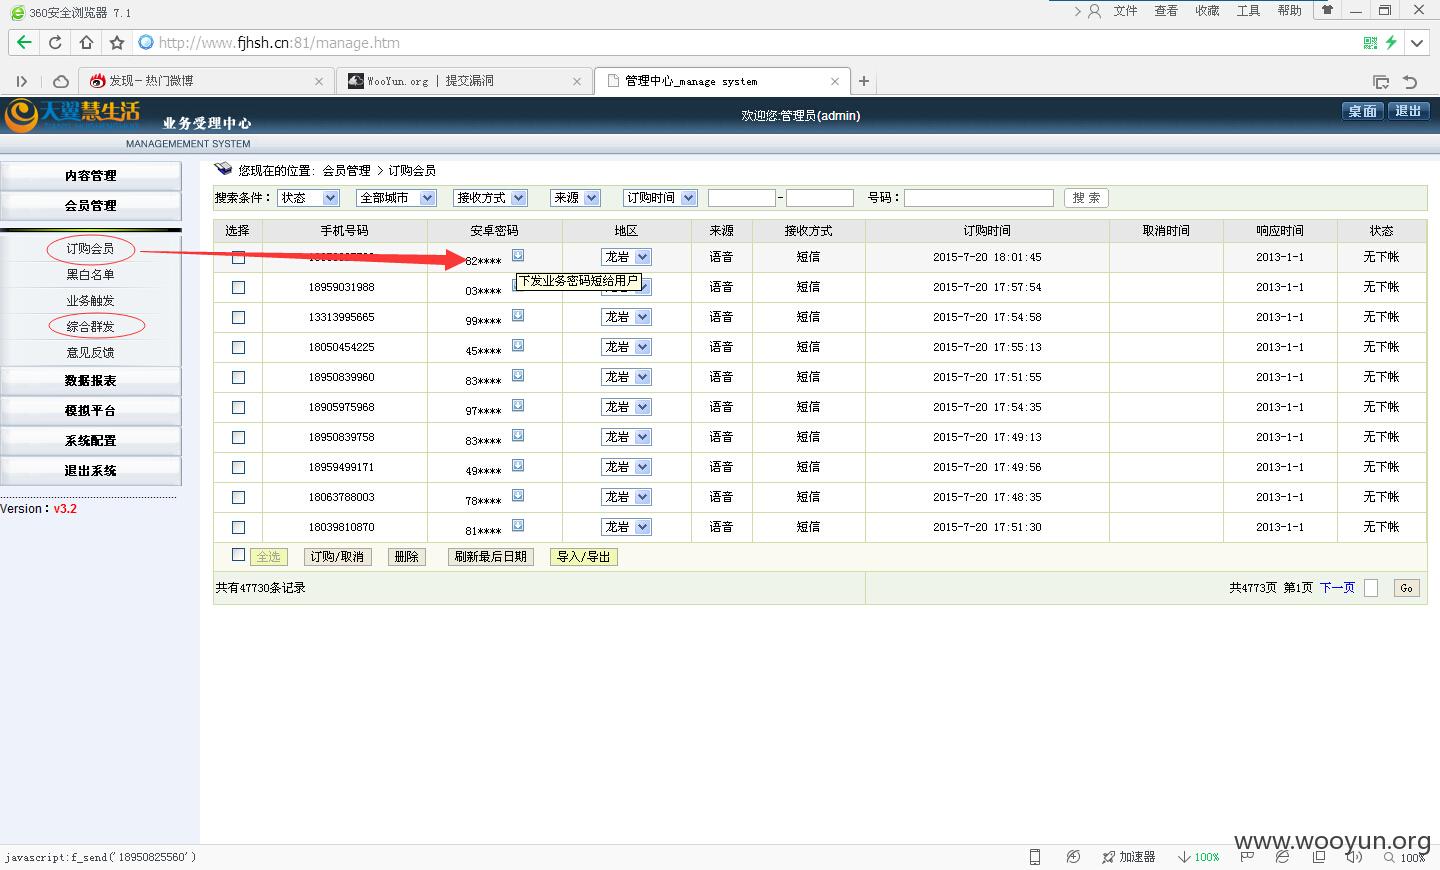 360安全浏览器 7.1
文件 查看 收藏 工具 帮助
http://www.fjhsh.cn:81/manage.htm
发现－热门微博
WooYun.org | 提交漏洞
管理中心_manage system
天翼慧生活 业务受理中心
MANAGEMEMENT SYSTEM
欢迎您:管理员(admin)
桌面 退出
内容管理
会员管理
订购会员
黑白名单
业务触发
综合群发
意见反馈
数据报表
模拟平台
系统配置
退出系统
Version：v3.2
您现在的位置：会员管理 > 订购会员
搜索条件： 状态 全部城市 接收方式 来源 订购时间 - 号码： 搜 索
选择 手机号码 安卓密码 地区 来源 接收方式 订购时间 取消时间 响应时间 状态
82**** 龙岩 语音 短信 2015-7-20 18:01:45 2013-1-1 无下帐
下发业务密码短给用户
18959031988 03**** 语音 短信 2015-7-20 17:57:54 2013-1-1 无下帐
13313995665 99**** 龙岩 语音 短信 2015-7-20 17:54:58 2013-1-1 无下帐
18050454225 45**** 龙岩 语音 短信 2015-7-20 17:55:13 2013-1-1 无下帐
18950839960 83**** 龙岩 语音 短信 2015-7-20 17:51:55 2013-1-1 无下帐
18905975968 97**** 龙岩 语音 短信 2015-7-20 17:54:35 2013-1-1 无下帐
18950839758 83**** 龙岩 语音 短信 2015-7-20 17:49:13 2013-1-1 无下帐
18959499171 49**** 龙岩 语音 短信 2015-7-20 17:49:56 2013-1-1 无下帐
18063788003 78**** 龙岩 语音 短信 2015-7-20 17:48:35 2013-1-1 无下帐
18039810870 81**** 龙岩 语音 短信 2015-7-20 17:51:30 2013-1-1 无下帐
全选 订购/取消 删除 刷新最后日期 导入/导出
共有47730条记录
共4773页 第1页 下一页 Go
javascript:f_send('18950825560')
加速器 100% 100%
www.wooyun.org